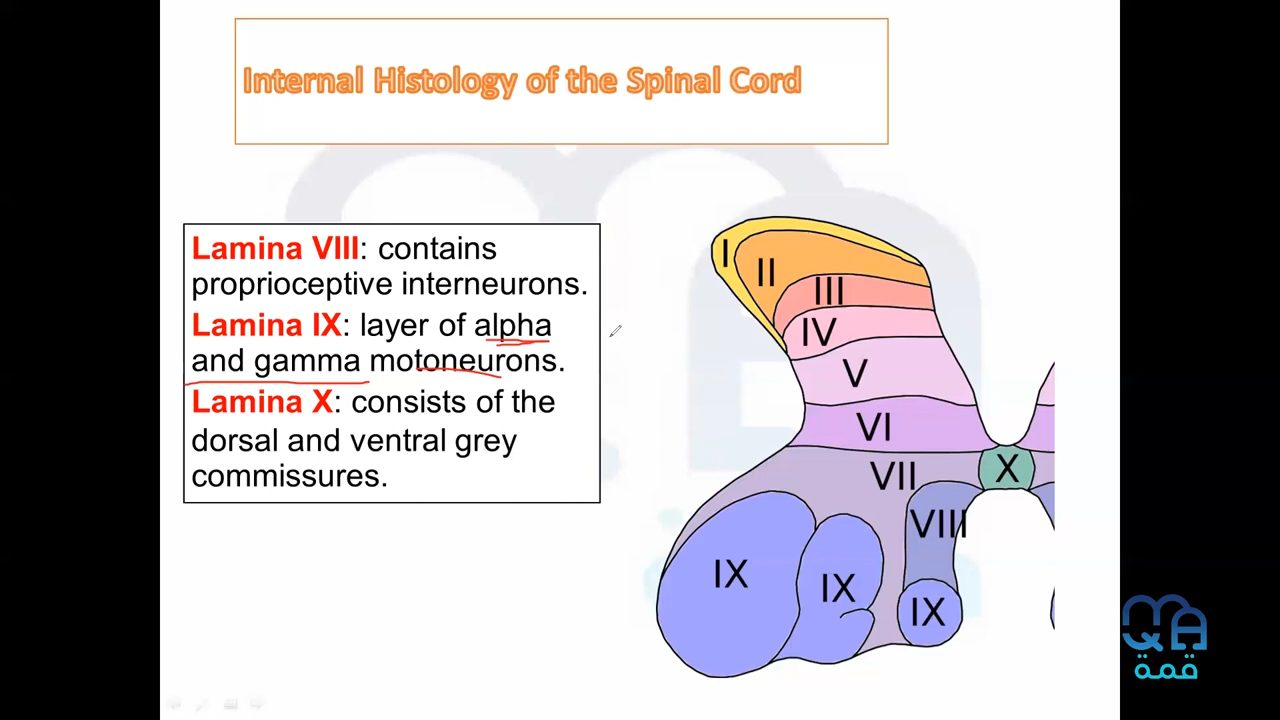 Internal Histology of the Spinal Cord
Lamina VIII: contains
proprioceptive interneurons.
Lamina IX: layer of alpha
and gamma motoneurons.
Lamina X: consists of the
dorsal and ventral grey
commissures.
I
II
III
IV
V
VI
VII
X
VIII
IX
IX
IX
QMA
قمة